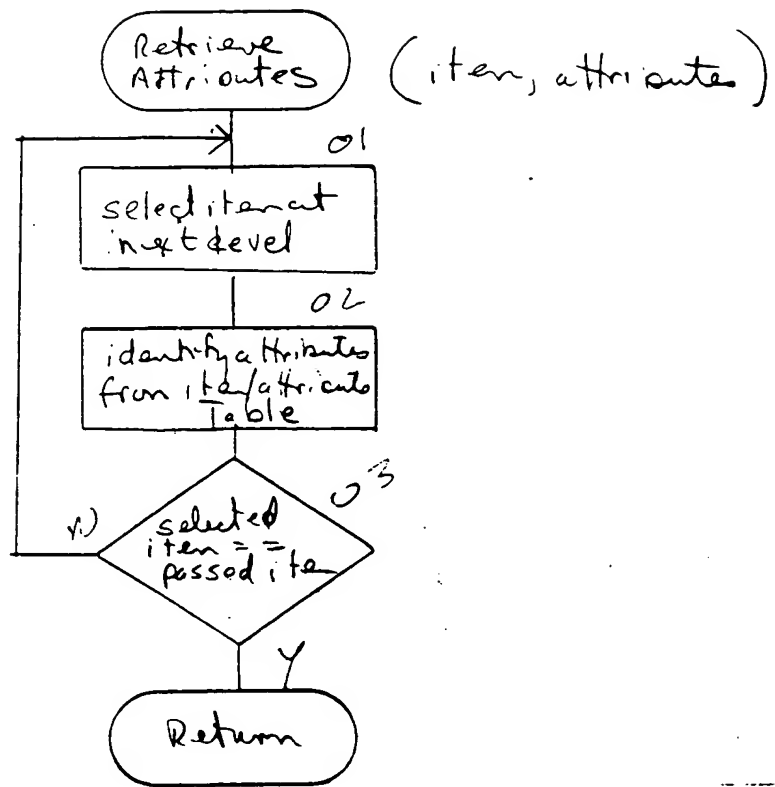 Retrieve
Attributes
(item, attributes)
01
select item at
next level
02
identify attributes
from item/attribute
Table
03
selected
item = =
passed item
N
Y
Return